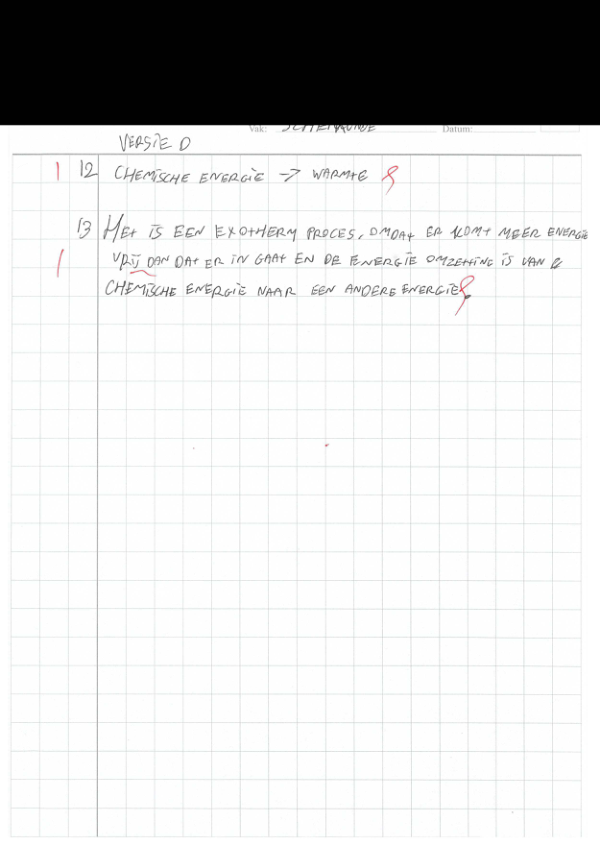 Vak: SCHEIKUNDE Datum:
VERSIE D
1 12 CHEMISCHE ENERGIE -> WARMTE
13 HET IS EEN EXOTHERM PROCES, OMDAT ER KOMT MEER ENERGIE
1 VRIJ DAN DAT ER IN GAAT EN DE ENERGIE OMZETTING IS VAN
CHEMISCHE ENERGIE NAAR EEN ANDERE ENERGIE.